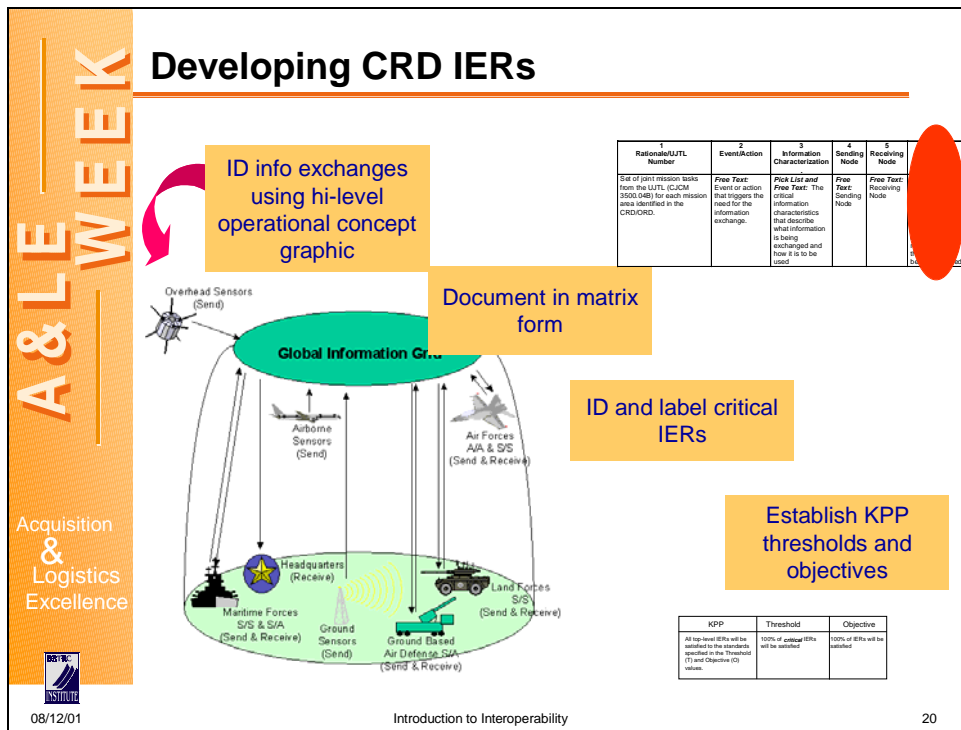 Developing CRD IERs
A & L E W E E K
ID info exchanges
using hi-level
operational concept
graphic
1
Rationale/UJTL
Number
2
Event/Action
3
Information
Characterization
4
Sending
Node
5
Receiving
Node
Set of joint mission tasks
from the UJTL (CJCM
3500.04B) for each mission
area identified in the
CRD/ORD.
Free Text:
Event or action
that triggers the
need for the
information
exchange.
Pick List and
Free Text: The
critical
information
characteristics
that describe
what information
is being
exchanged and
how it is to be
used
Free
Text:
Sending
Node
Free Text:
Receiving
Node
Document in matrix
form
Overhead Sensors
(Send)
Global Information Grid
Airborne
Sensors
(Send)
Air Forces
A/A & S/S
(Send & Receive)
ID and label critical
IERs
Headquarters
(Receive)
Maritime Forces
S/S & S/A
(Send & Receive)
Ground
Sensors
(Send)
Land Forces
S/S
(Send & Receive)
Ground Based
Air Defense S/A
(Send & Receive)
Establish KPP
thresholds and
objectives
KPP Threshold Objective
All top-level IERs will be
satisfied to the standards
specified in the Threshold
(T) and Objective (O)
values.
100% of critical IERs
will be satisfied
100% of IERs will be
satisfied
Acquisition
&
Logistics
Excellence
INSTITUTE
08/12/01 Introduction to Interoperability 20